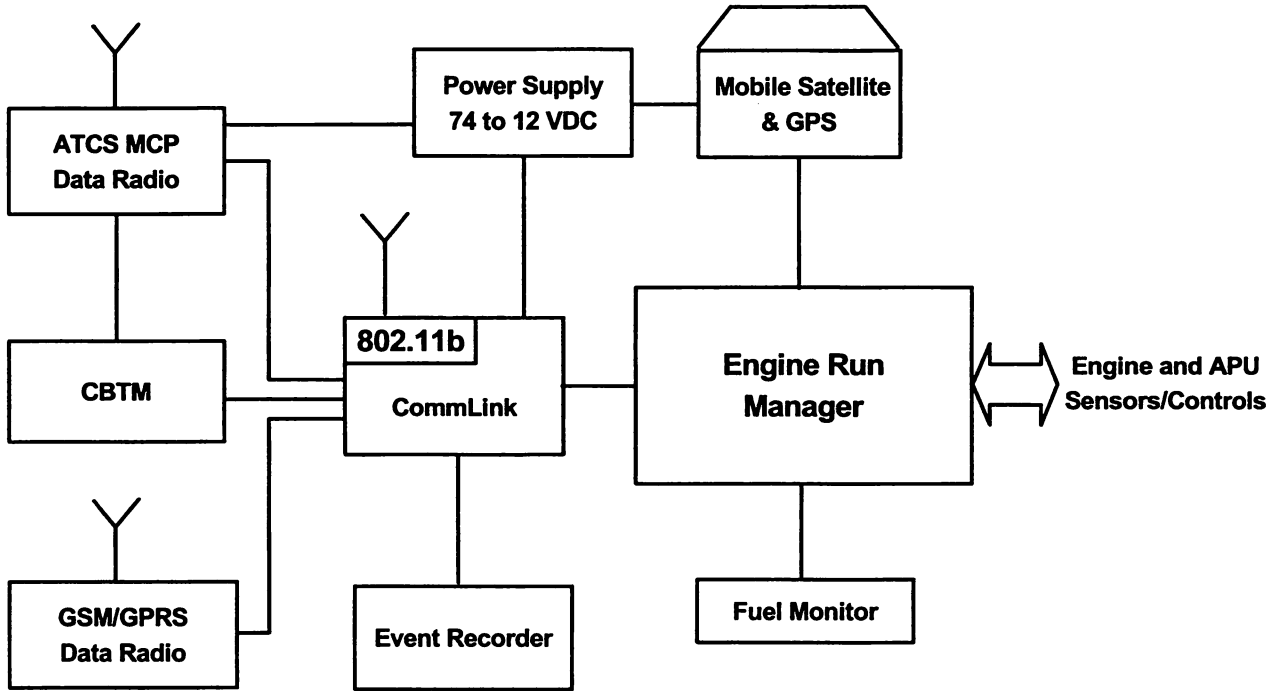 Power Supply
74 to 12 VDC
Mobile Satellite
& GPS
ATCS MCP
Data Radio
802.11b
CommLink
Engine Run
Manager
Engine and APU
Sensors/Controls
CBTM
GSM/GPRS
Data Radio
Event Recorder
Fuel Monitor